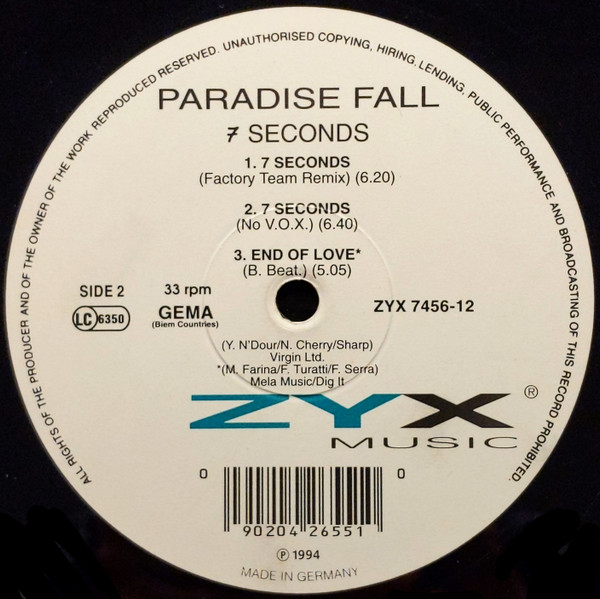 ALL RIGHTS OF THE PRODUCER AND OF THE OWNER OF THE WORK REPRODUCED RESERVED. UNAUTHORISED COPYING, HIRING, LENDING, PUBLIC PERFORMANCE AND BROADCASTING OF THIS RECORD PROHIBITED.
PARADISE FALL
7 SECONDS
1. 7 SECONDS
(Factory Team Remix) (6.20)
2. 7 SECONDS
(No V.O.X.) (6.40)
3. END OF LOVE*
(B. Beat.) (5.05)
SIDE 2
33 rpm
LC 6350
GEMA
(Biem Countries)
ZYX 7456-12
(Y. N'Dour/N. Cherry/Sharp)
Virgin Ltd.
*(M. Farina/F. Turatti/F. Serra)
Mela Music/Dig It
ZYX ®
MUSIC
0 90204 26551 0
℗ 1994
MADE IN GERMANY